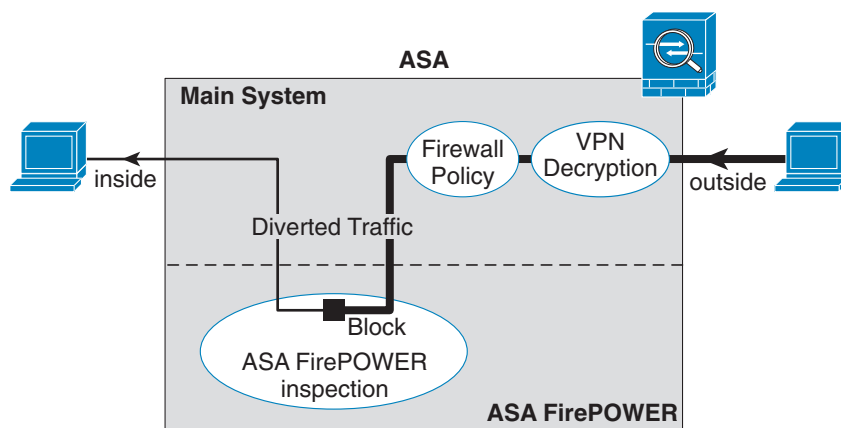 ASA
Main System
Firewall
Policy
VPN
Decryption
inside
outside
Diverted Traffic
Block
ASA FirePOWER
inspection
ASA FirePOWER